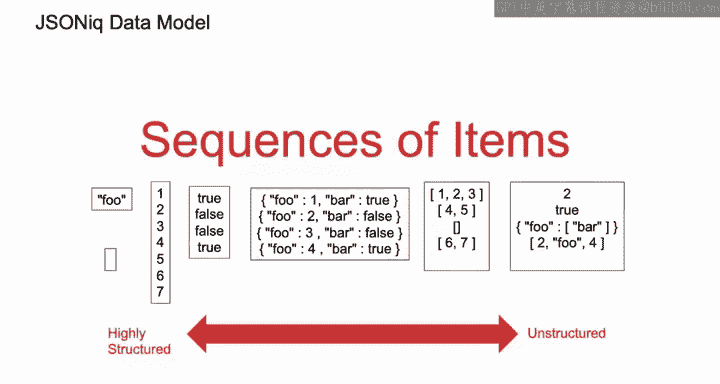 JSONiq Data Model
Sequences of Items
"foo"
1
2
3
4
5
6
7
true
false
false
true
{ "foo" : 1, "bar" : true }
{ "foo" : 2, "bar" : false }
{ "foo" : 3 , "bar" : false }
{ "foo" : 4 , "bar" : true }
[ 1, 2, 3 ]
[ 4, 5 ]
[]
[ 6, 7 ]
2
true
{ "foo" : [ "bar" ] }
[ 2, "foo", 4 ]
Highly
Structured
Unstructured